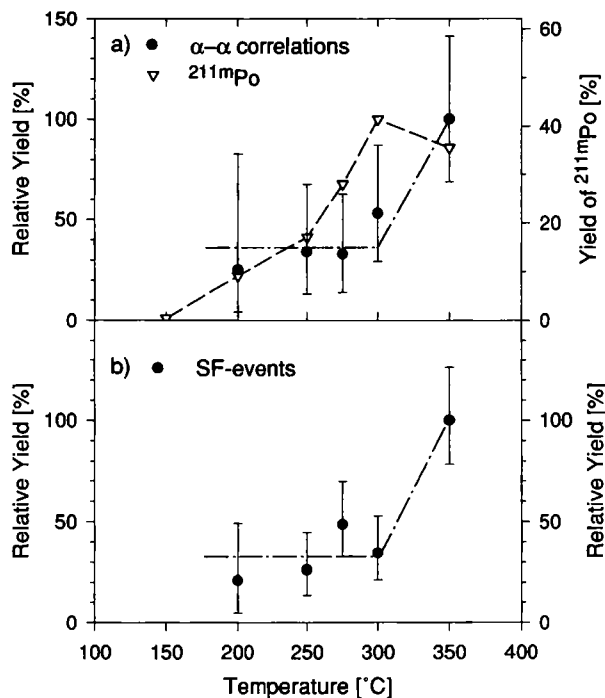 a) ● α–α correlations
▽ ²¹¹ᵐPo
150
100
50
0
Relative Yield [%]
60
40
20
0
Yield of ²¹¹ᵐPo [%]
b) ● SF-events
100
50
0
Relative Yield [%]
100
50
0
Relative Yield [%]
100 150 200 250 300 350 400
Temperature [°C]